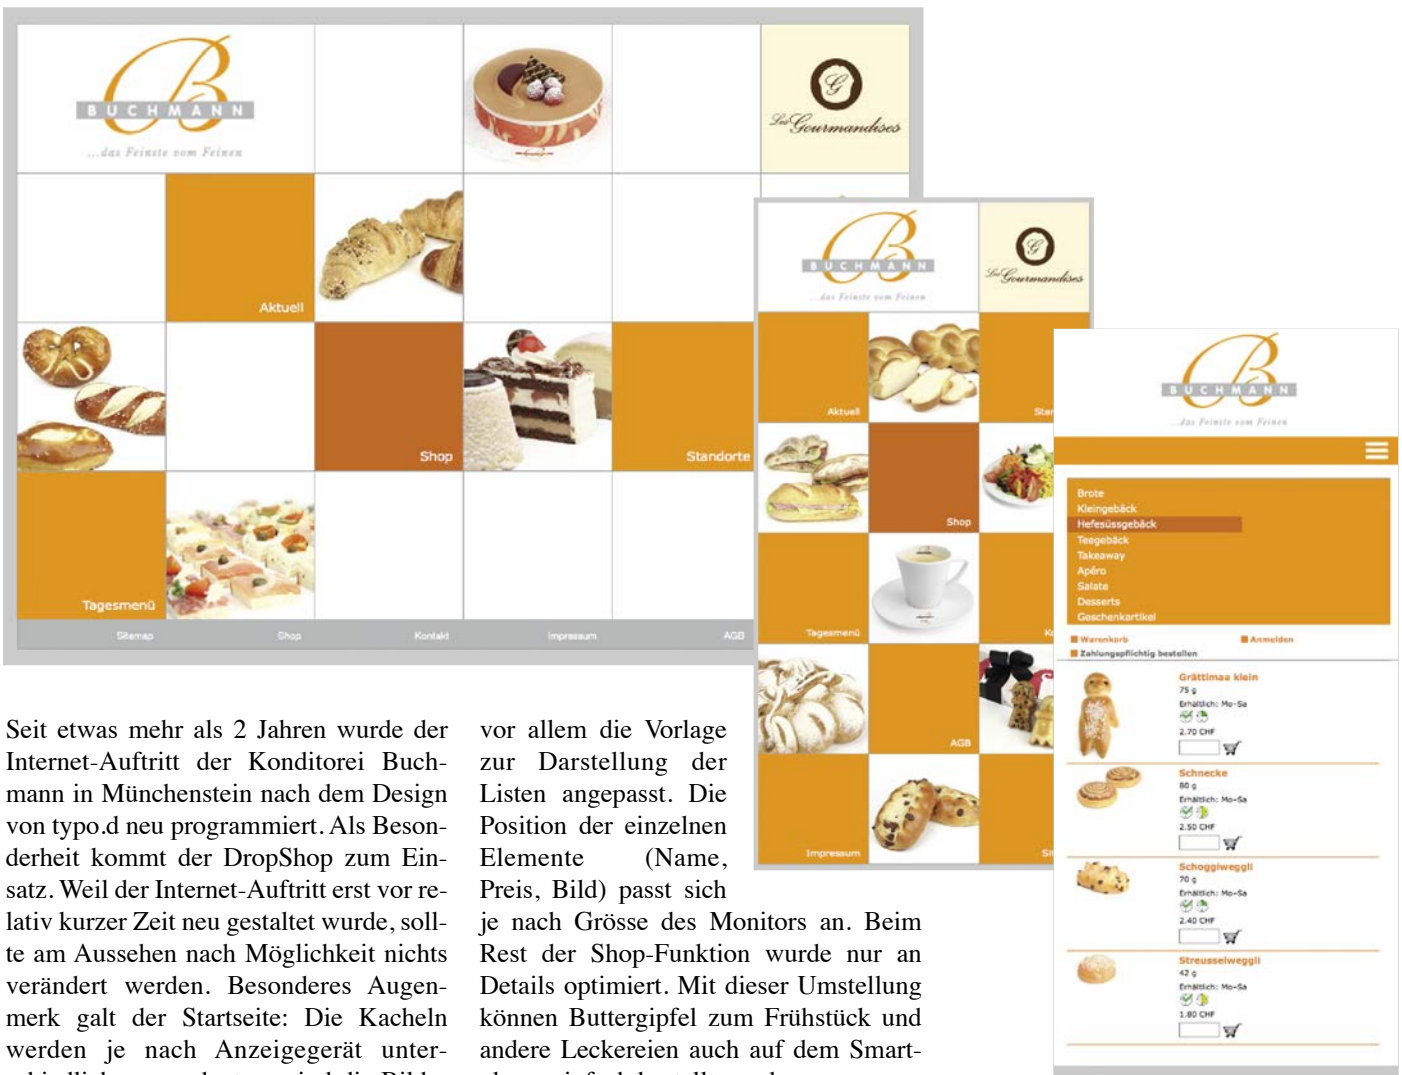 B
BUCHMANN
...das Feinste vom Feinen
G
Les Gourmandises
Aktuell
Shop
Standorte
Tagesmenü
Sitemap
Shop
Kontakt
Impressum
AGB
B
BUCHMANN
...das Feinste vom Feinen
G
Les Gourmandises
Aktuell
Shop
Tagesmenü
AGB
Impressum
B
BUCHMANN
...das Feinste vom Feinen
Brote
Kleingebäck
Hefesüssgebäck
Teegebäck
Takeaway
Apéro
Salate
Desserts
Geschenkartikel
Warenkorb
Anmelden
Zahlungspflichtig bestellen
Grättimaa klein
75 g
Erhältlich: Mo-Sa
2.70 CHF
Schnecke
80 g
Erhältlich: Mo-Sa
2.50 CHF
Schoggiweggli
70 g
Erhältlich: Mo-Sa
2.40 CHF
Streusselweggli
42 g
Erhältlich: Mo-Sa
1.80 CHF
Seit etwas mehr als 2 Jahren wurde der
Internet-Auftritt der Konditorei Buch-
mann in Münchenstein nach dem Design
von typo.d neu programmiert. Als Beson-
derheit kommt der DropShop zum Ein-
satz. Weil der Internet-Auftritt erst vor re-
lativ kurzer Zeit neu gestaltet wurde, soll-
te am Aussehen nach Möglichkeit nichts
verändert werden. Besonderes Augen-
merk galt der Startseite: Die Kacheln
werden je nach Anzeigegerät unter-
vor allem die Vorlage
zur Darstellung der
Listen angepasst. Die
Position der einzelnen
Elemente (Name,
Preis, Bild) passt sich
je nach Grösse des Monitors an. Beim
Rest der Shop-Funktion wurde nur an
Details optimiert. Mit dieser Umstellung
können Buttergipfel zum Frühstück und
andere Leckereien auch auf dem Smart-